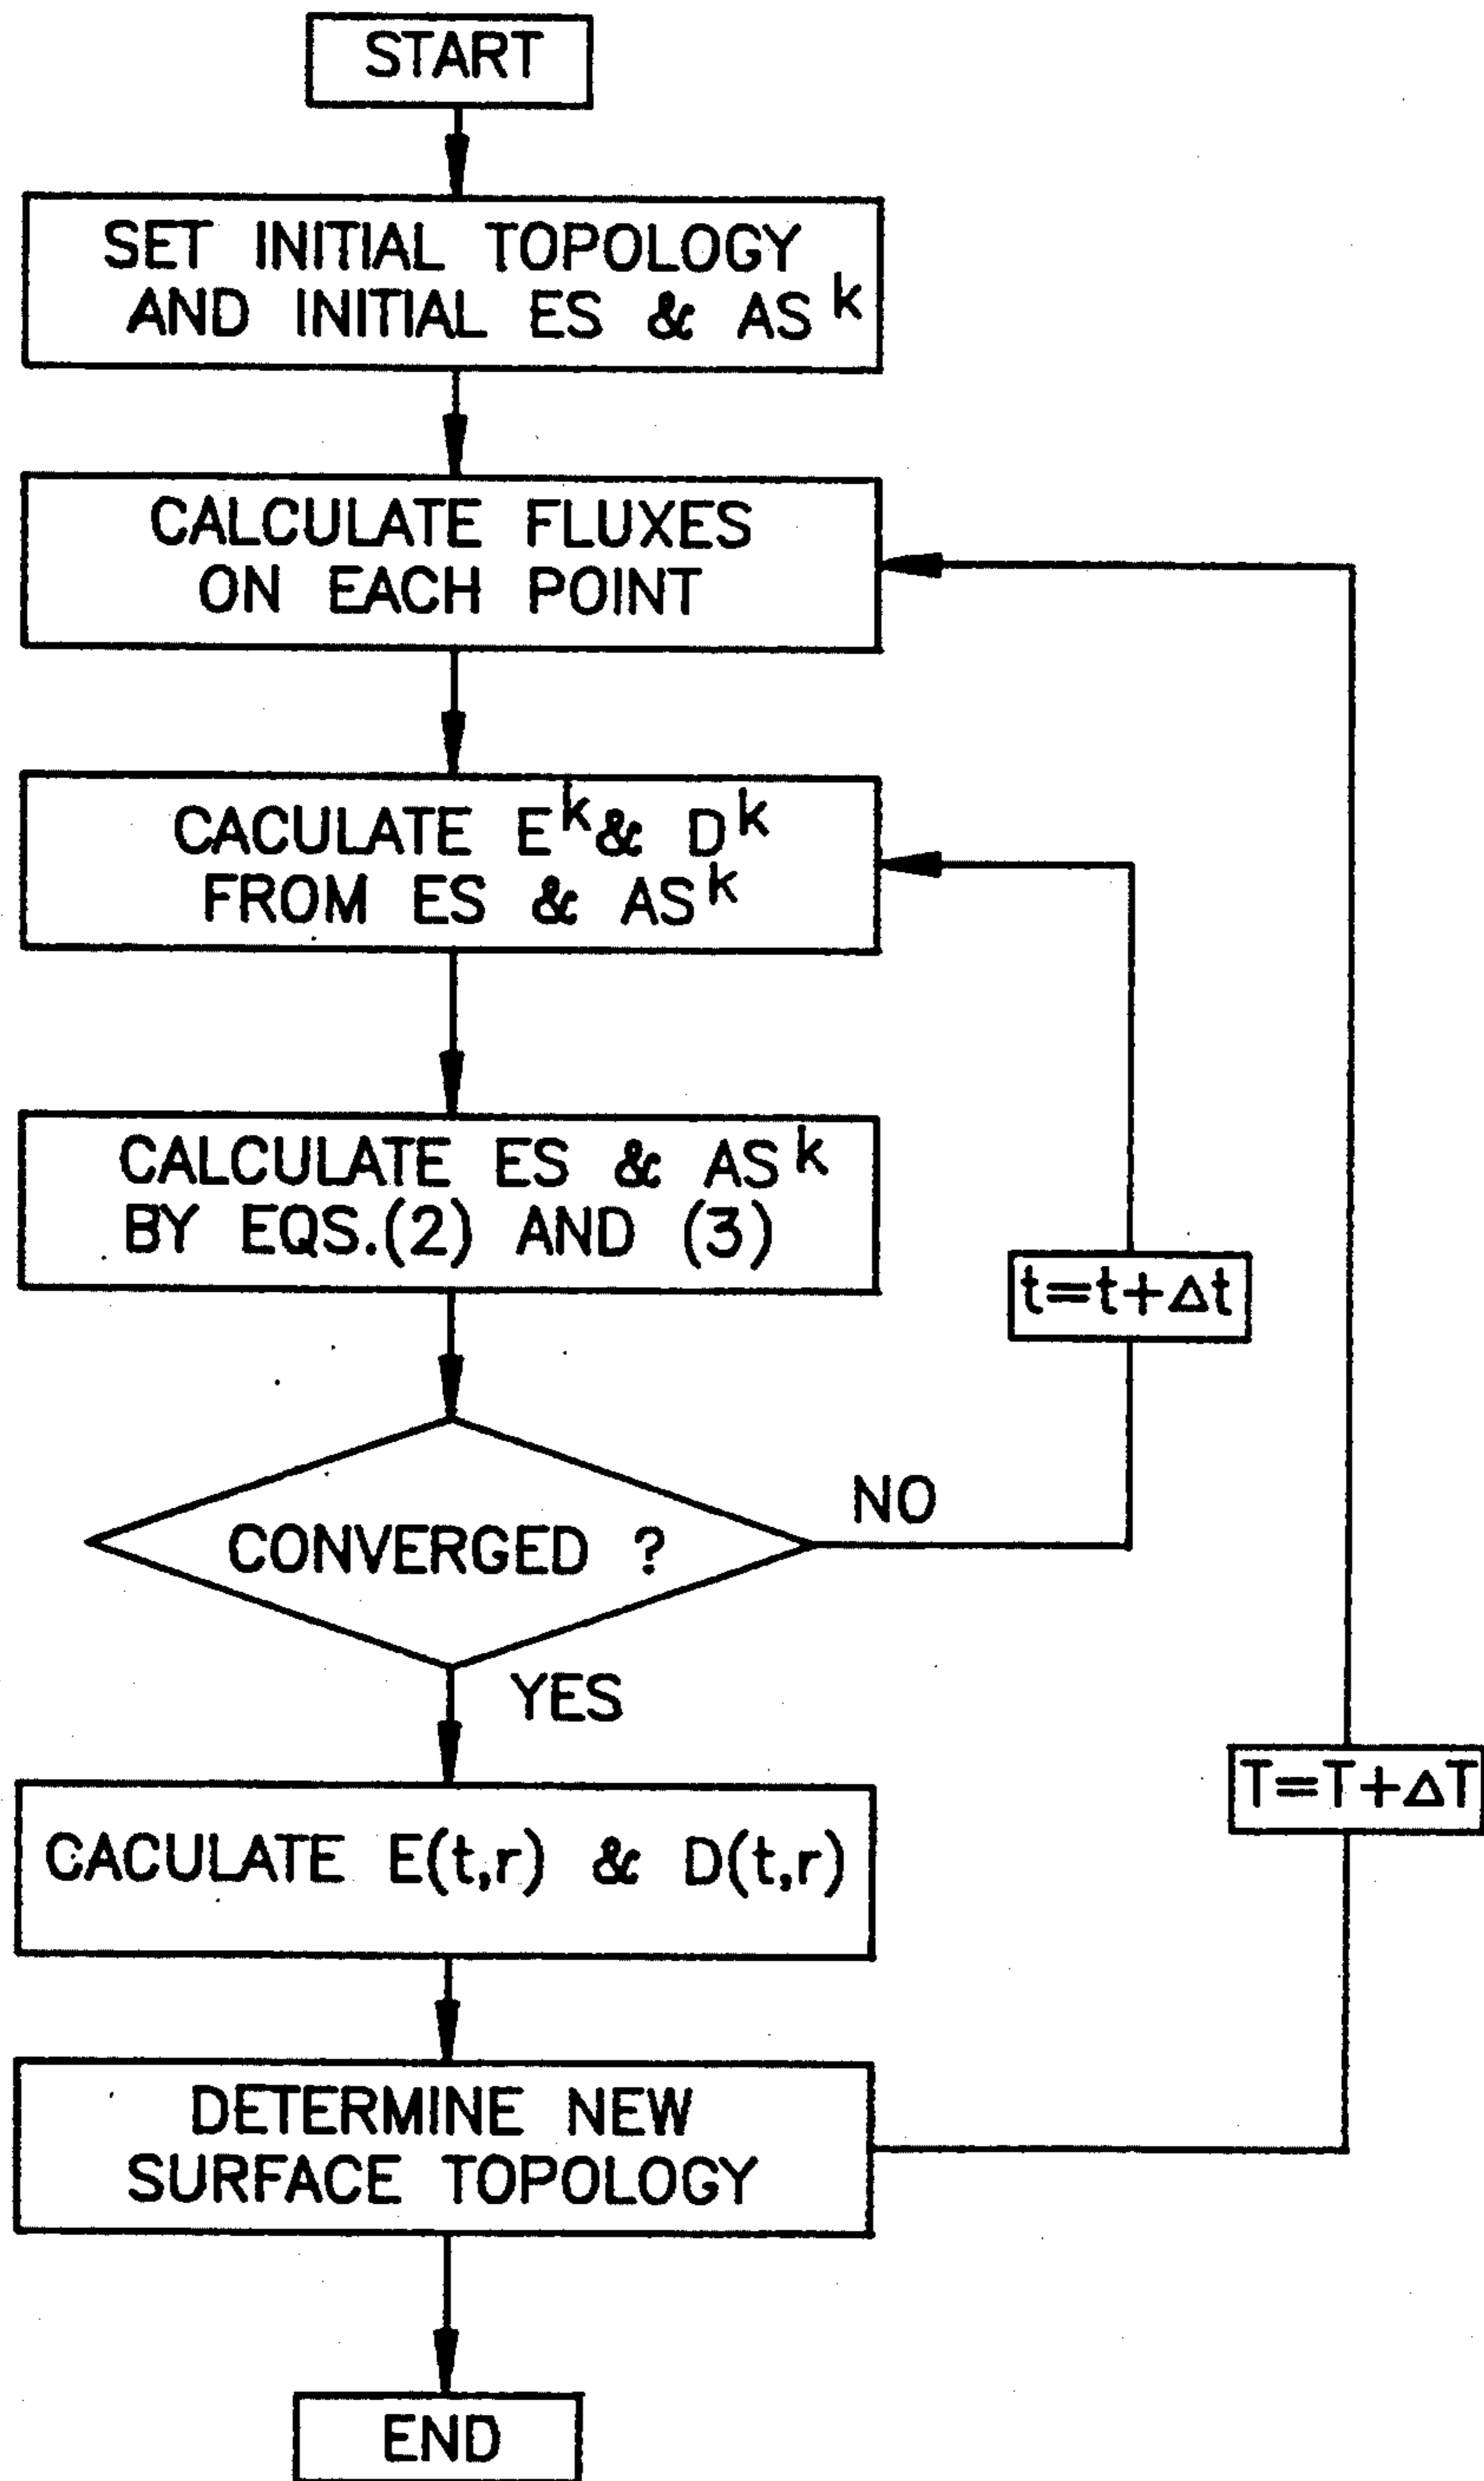 START
SET INITIAL TOPOLOGY
AND INITIAL ES & AS^k
CALCULATE FLUXES
ON EACH POINT
CACULATE E^k & D^k
FROM ES & AS^k
CALCULATE ES & AS^k
BY EQS.(2) AND (3)
t=t+Δt
CONVERGED ?
NO
YES
T=T+ΔT
CACULATE E(t,r) & D(t,r)
DETERMINE NEW
SURFACE TOPOLOGY
END